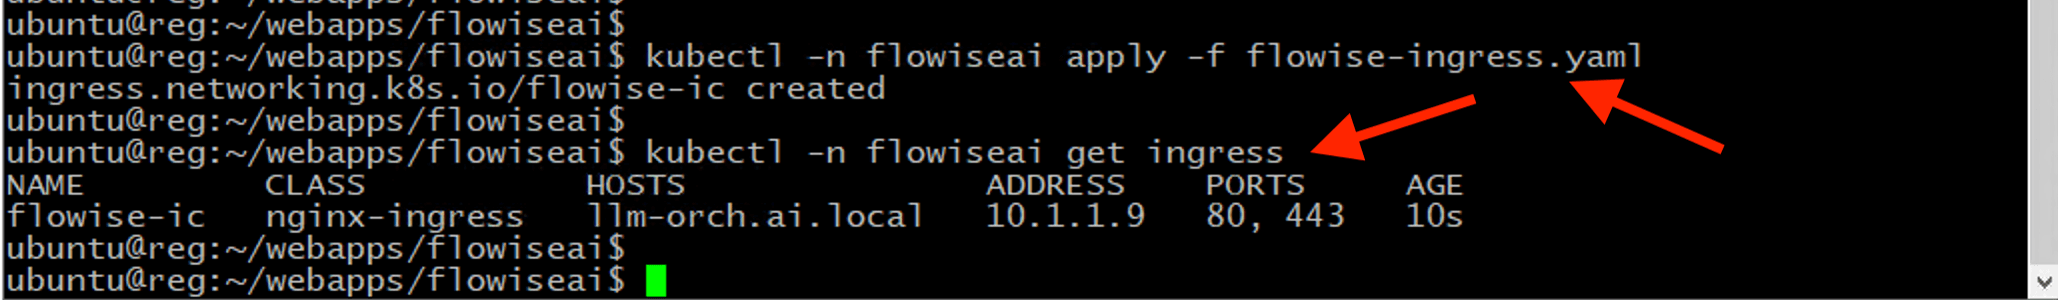 ubuntu@reg:~/webapps/flowiseai$
ubuntu@reg:~/webapps/flowiseai$ kubectl -n flowiseai apply -f flowise-ingress.yaml
ingress.networking.k8s.io/flowise-ic created
ubuntu@reg:~/webapps/flowiseai$
ubuntu@reg:~/webapps/flowiseai$ kubectl -n flowiseai get ingress
NAME CLASS HOSTS ADDRESS PORTS AGE
flowise-ic nginx-ingress llm-orch.ai.local 10.1.1.9 80, 443 10s
ubuntu@reg:~/webapps/flowiseai$
ubuntu@reg:~/webapps/flowiseai$